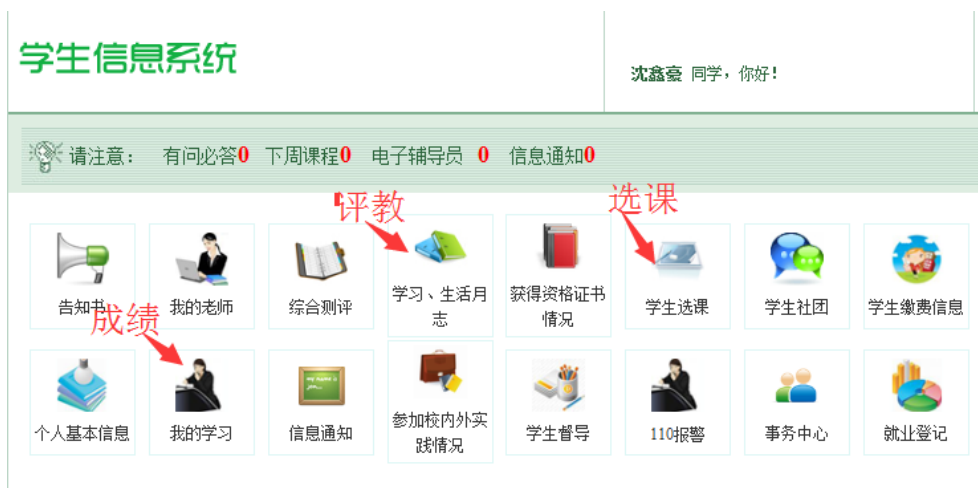 学生信息系统
沈鑫豪 同学，你好！
请注意： 有问必答0 下周课程0 电子辅导员 0 信息通知0
评教
选课
告知书
我的老师
综合测评
学习、生活月
志
获得资格证书
情况
学生选课
学生社团
学生缴费信息
成绩
个人基本信息
我的学习
my name is
信息通知
参加校内外实
践情况
学生督导
110报警
事务中心
就业登记